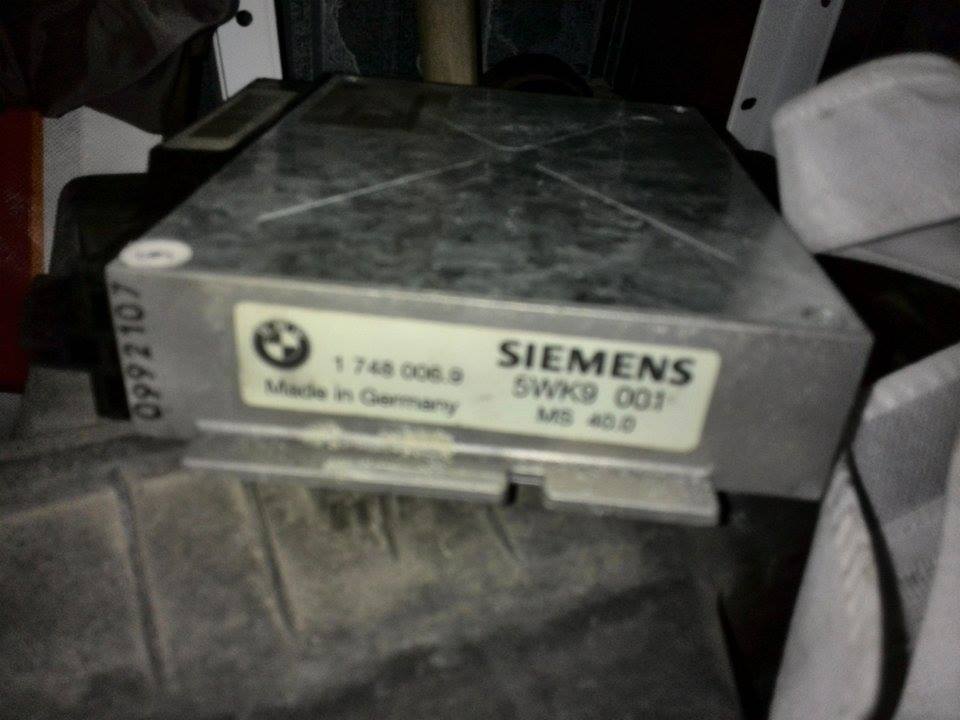 0992107
1 748 006.9
Made in Germany
SIEMENS
5WK9 001
MS 40.0